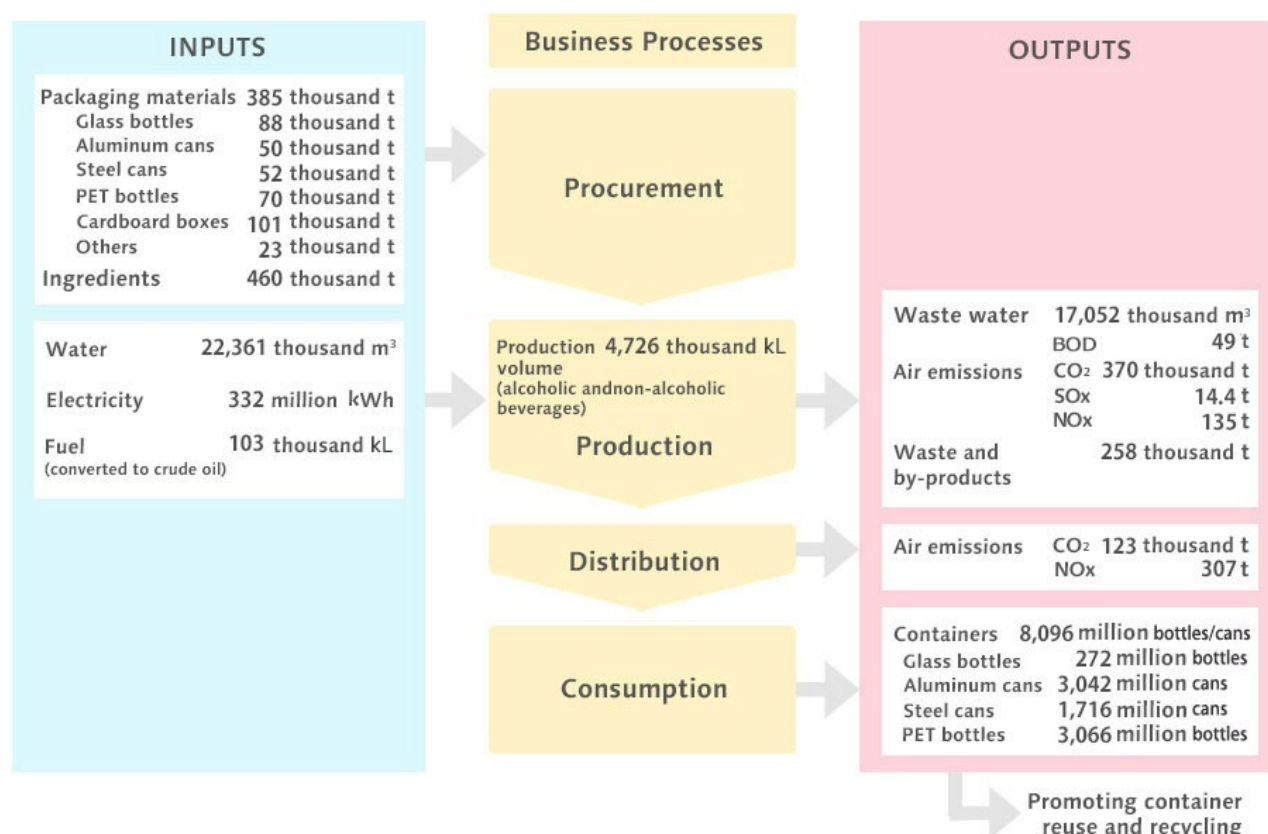 INPUTS
Packaging materials 385 thousand t
Glass bottles 88 thousand t
Aluminum cans 50 thousand t
Steel cans 52 thousand t
PET bottles 70 thousand t
Cardboard boxes 101 thousand t
Others 23 thousand t
Ingredients 460 thousand t
Water 22,361 thousand m³
Electricity 332 million kWh
Fuel 103 thousand kL
(converted to crude oil)
Business Processes
Procurement
Production 4,726 thousand kL
volume
(alcoholic andnon-alcoholic
beverages)
Production
Distribution
Consumption
OUTPUTS
Waste water 17,052 thousand m³
BOD 49 t
Air emissions CO₂ 370 thousand t
SOx 14.4 t
NOx 135 t
Waste and 258 thousand t
by-products
Air emissions CO₂ 123 thousand t
NOx 307 t
Containers 8,096 million bottles/cans
Glass bottles 272 million bottles
Aluminum cans 3,042 million cans
Steel cans 1,716 million cans
PET bottles 3,066 million bottles
Promoting container
reuse and recycling